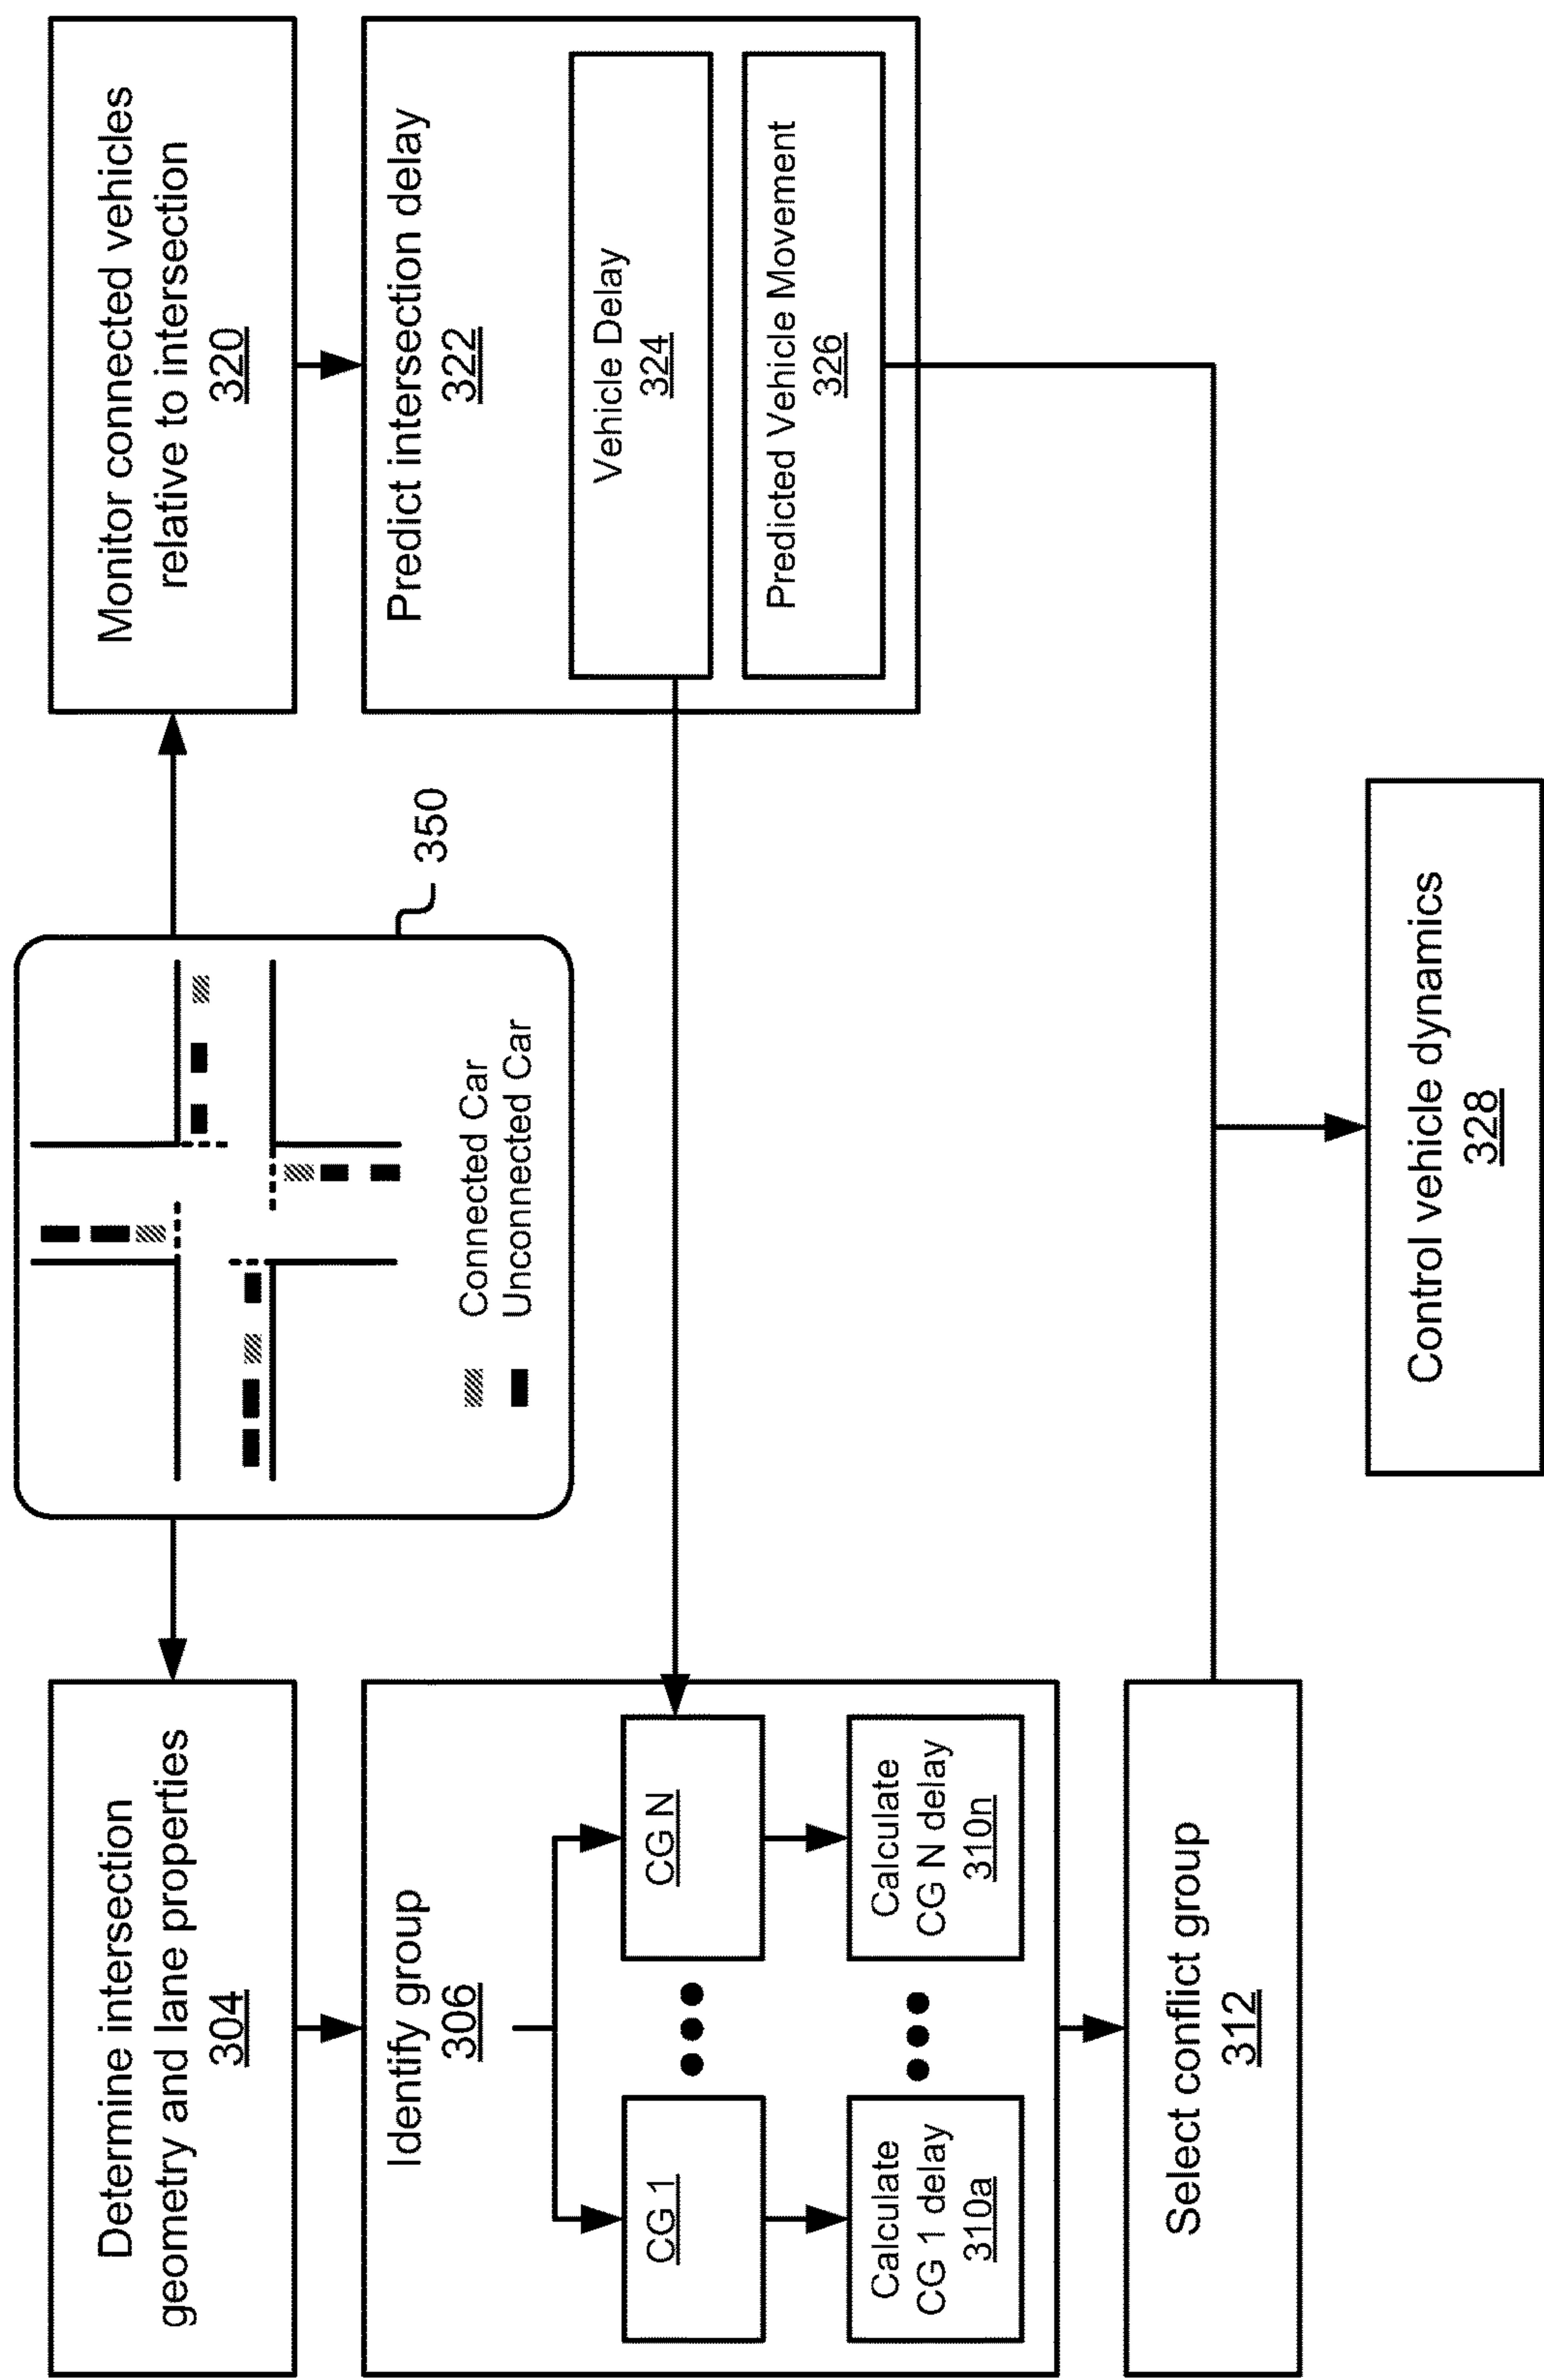 Determine intersection
geometry and lane properties
304
Identify group
306
CG 1
CG N
Calculate
CG 1 delay
310a
Calculate
CG N delay
310n
Select conflict group
312
Connected Car
Unconnected Car
350
Monitor connected vehicles
relative to intersection
320
Predict intersection delay
322
Vehicle Delay
324
Predicted Vehicle Movement
326
Control vehicle dynamics
328